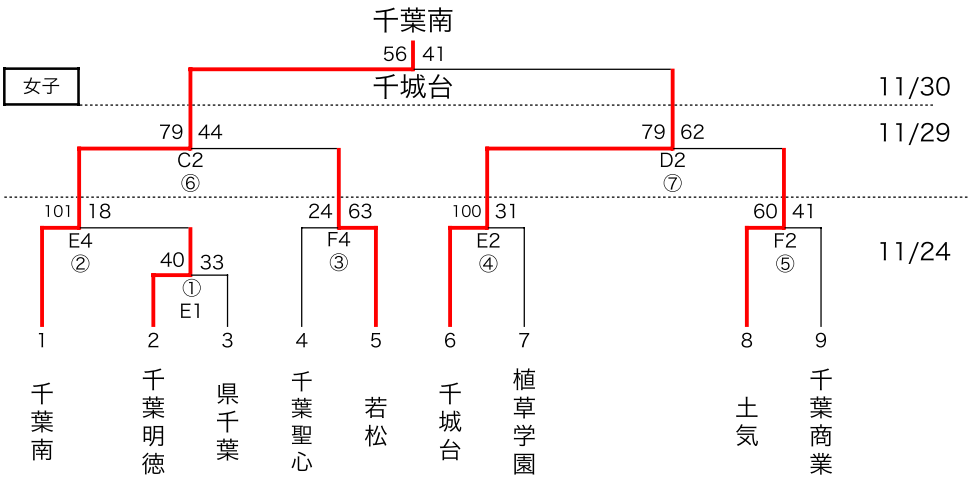 千葉南
56 41
女子
千城台
11/30
79 44
79 62
11/29
C2
D2
⑥
⑦
101 18
24 63
100 31
60 41
E4
F4
E2
F2
②
③
④
⑤
11/24
40 33
①
E1
1 2 3 4 5 6 7 8 9
千葉南
千葉明徳
県千葉
千葉聖心
若松
千城台
植草学園
土気
千葉商業